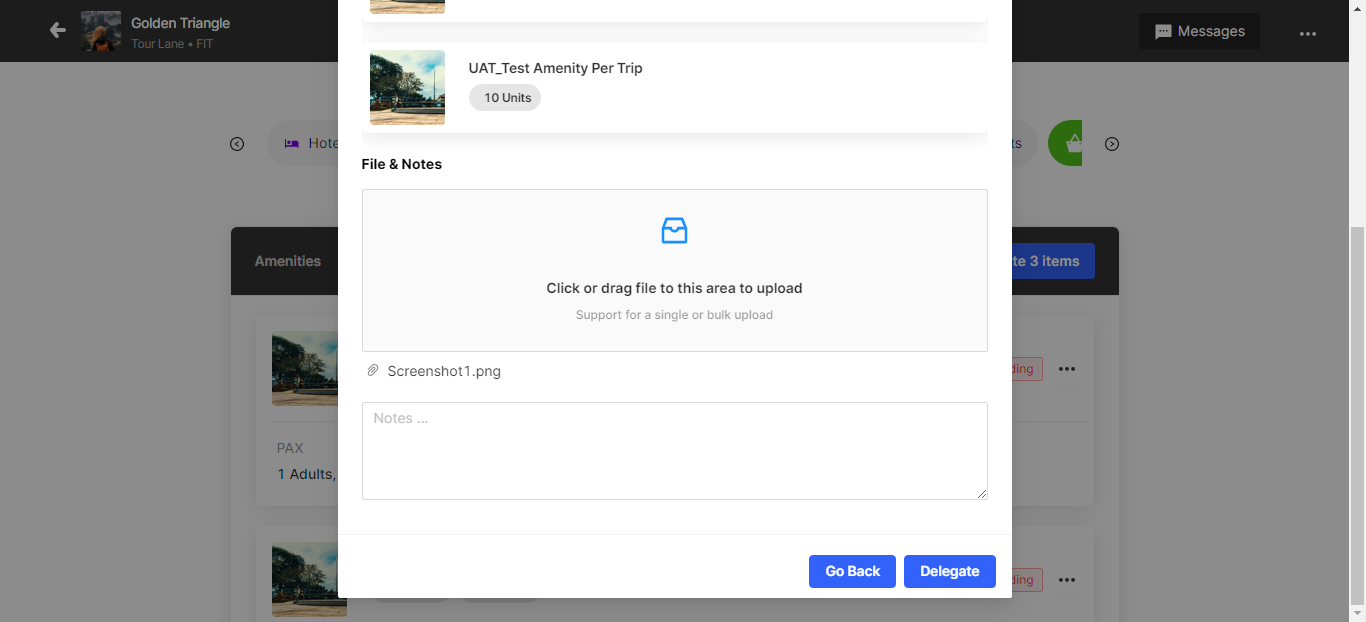 Golden Triangle
Tour Lane • FIT
Messages
UAT_Test Amenity Per Trip
10 Units
File & Notes
Click or drag file to this area to upload
Support for a single or bulk upload
Screenshot1.png
Notes ...
Go Back
Delegate
Hote
ts
Amenities
te 3 items
ding
PAX
1 Adults,
ding